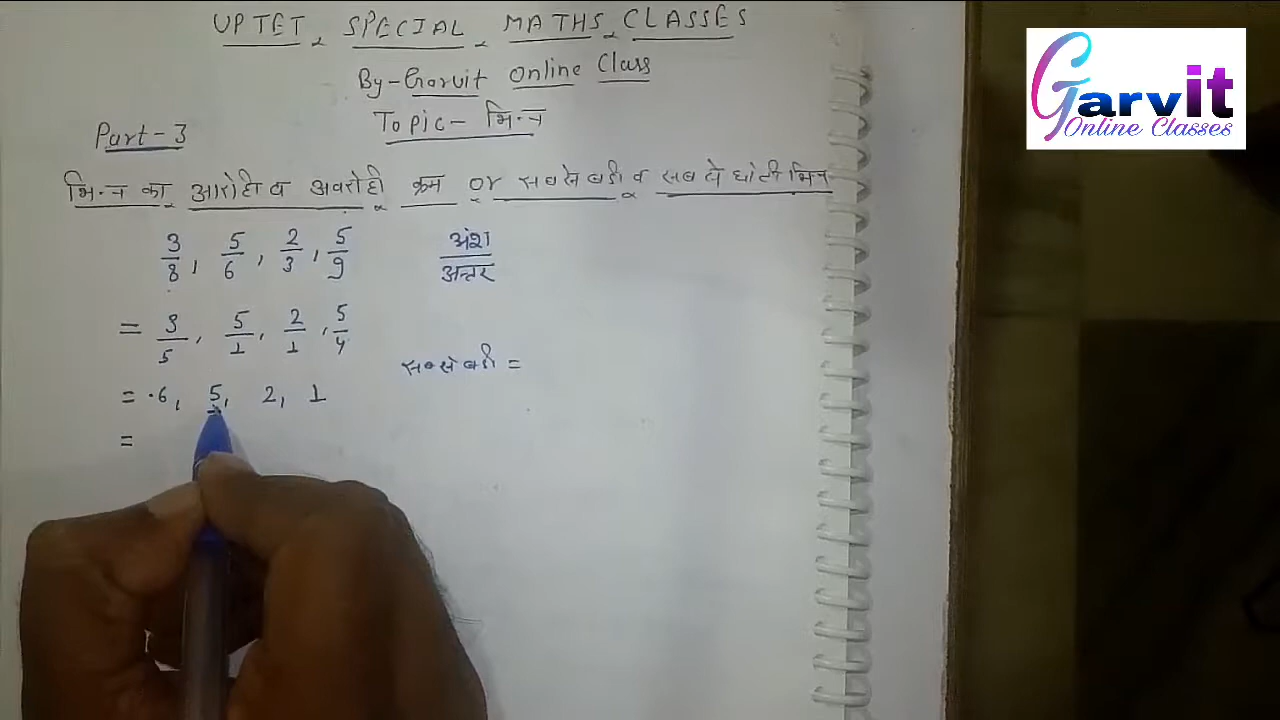 UPTET SPECIAL MATHS CLASSES
By-Garvit Online Class
Topic- भिन्न
Part-3
भिन्न का आरोही व अवरोही क्रम or सबसे बडी व सबसे छोटी भिन्न
3/8, 5/6, 2/3, 5/9
अंश/अन्तर
= 3/5, 5/1, 2/1, 5/4
सबसे बडी =
= .6, 5, 2, 1
=
Garvit
Online Classes